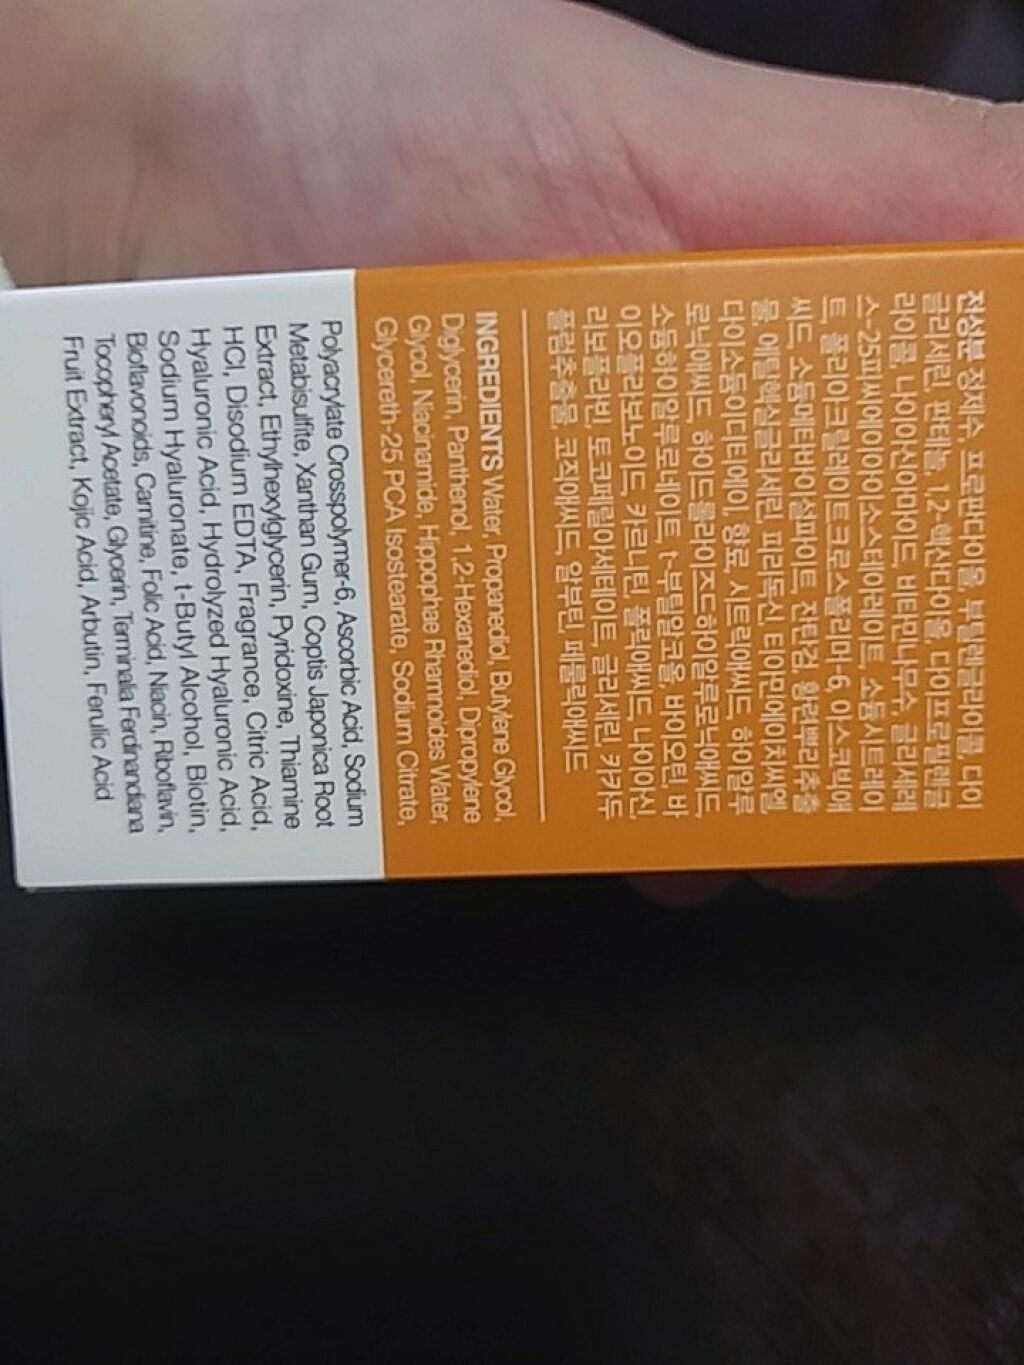 전성분 정제수, 프로판다이올, 부틸렌글라이콜, 다이
글리세린, 판테놀, 1,2-헥산다이올, 다이프로필렌글
라이콜, 나이아신아마이드, 비타민나무수, 글리세레
스-25피씨에이아이소스테아레이트, 소듐시트레이
트, 폴리아크릴레이트크로스폴리머-6, 아스코빅애
씨드, 소듐메타바이설파이트, 잔탄검, 황련뿌리추출
물, 에틸헥실글리세린, 피리독신, 티아민에이치씨엘,
다이소듐이디티에이, 향료, 시트릭애씨드, 하이알루
로닉애씨드, 하이드롤라이즈드하이알루로닉애씨드,
소듐하이알루로네이트, t-부틸알코올, 바이오틴, 바
이오플라보노이드, 카르니틴, 폴릭애씨드, 나이아신,
리보플라빈, 토코페릴아세테이트, 글리세린, 카카두
플럼추출물, 코직애씨드, 알부틴, 페룰릭애씨드
INGREDIENTS Water, Propanediol, Butylene Glycol,
Diglycerin, Panthenol, 1,2-Hexanediol, Dipropylene
Glycol, Niacinamide, Hippophae Rhamnoides Water,
Glycereth-25 PCA Isostearate, Sodium Citrate,
Polyacrylate Crosspolymer-6, Ascorbic Acid, Sodium
Metabisulfite, Xanthan Gum, Coptis Japonica Root
Extract, Ethylhexylglycerin, Pyridoxine, Thiamine
HCl, Disodium EDTA, Fragrance, Citric Acid,
Hyaluronic Acid, Hydrolyzed Hyaluronic Acid,
Sodium Hyaluronate, t-Butyl Alcohol, Biotin,
Bioflavonoids, Carnitine, Folic Acid, Niacin, Riboflavin,
Tocopheryl Acetate, Glycerin, Terminalia Ferdinandiana
Fruit Extract, Kojic Acid, Arbutin, Ferulic Acid